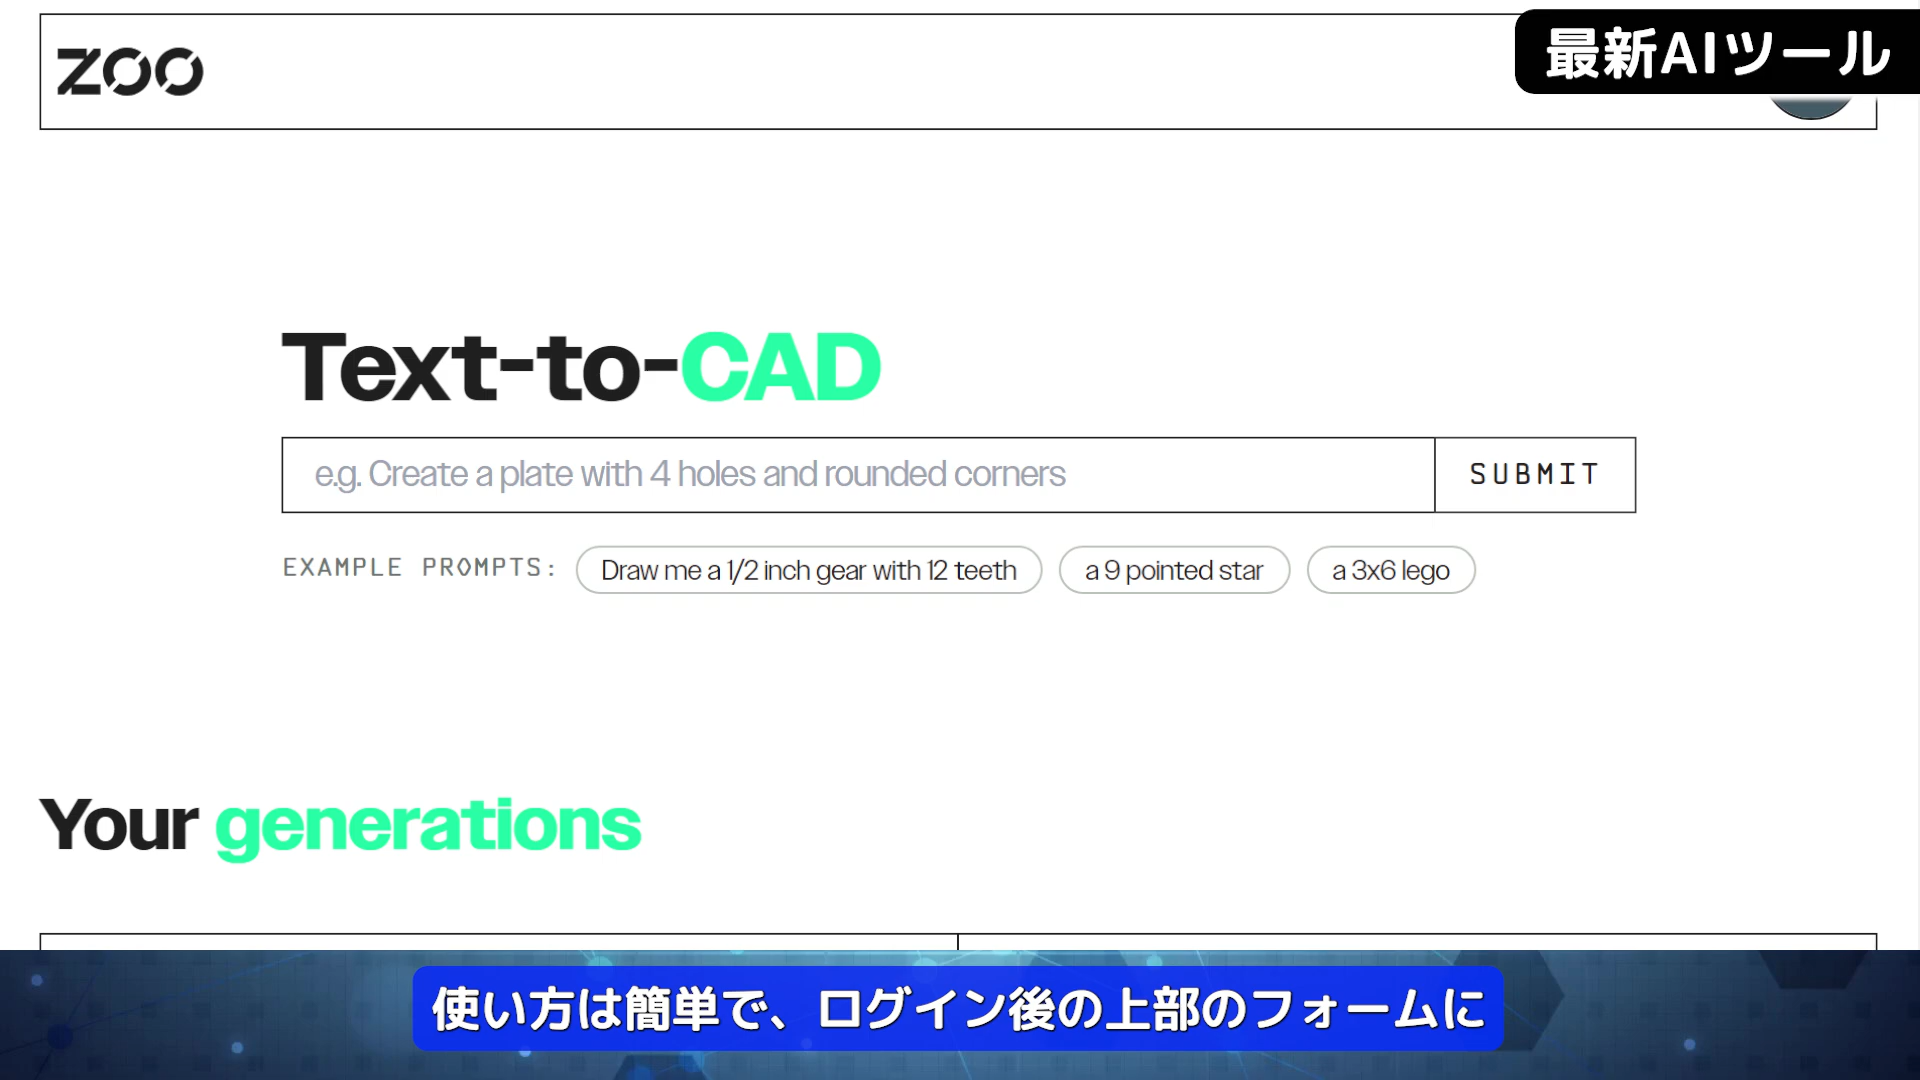 ZOO
最新AIツール
Text-to-CAD
e.g. Create a plate with 4 holes and rounded corners
SUBMIT
EXAMPLE PROMPTS:
Draw me a 1/2 inch gear with 12 teeth
a 9 pointed star
a 3x6 lego
Your generations
使い方は簡単で、ログイン後の上部のフォームに